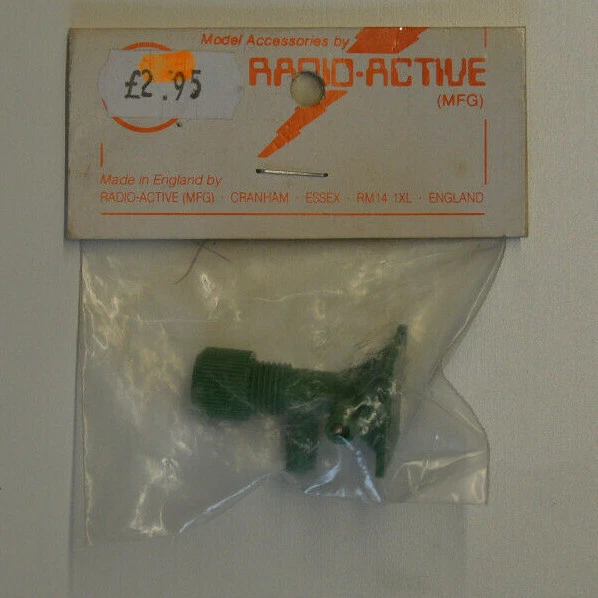 Model Accessories by
RADIO-ACTIVE
(MFG)
£2.95
Made in England by
RADIO-ACTIVE (MFG) · CRANHAM · ESSEX · RM14 1XL · ENGLAND